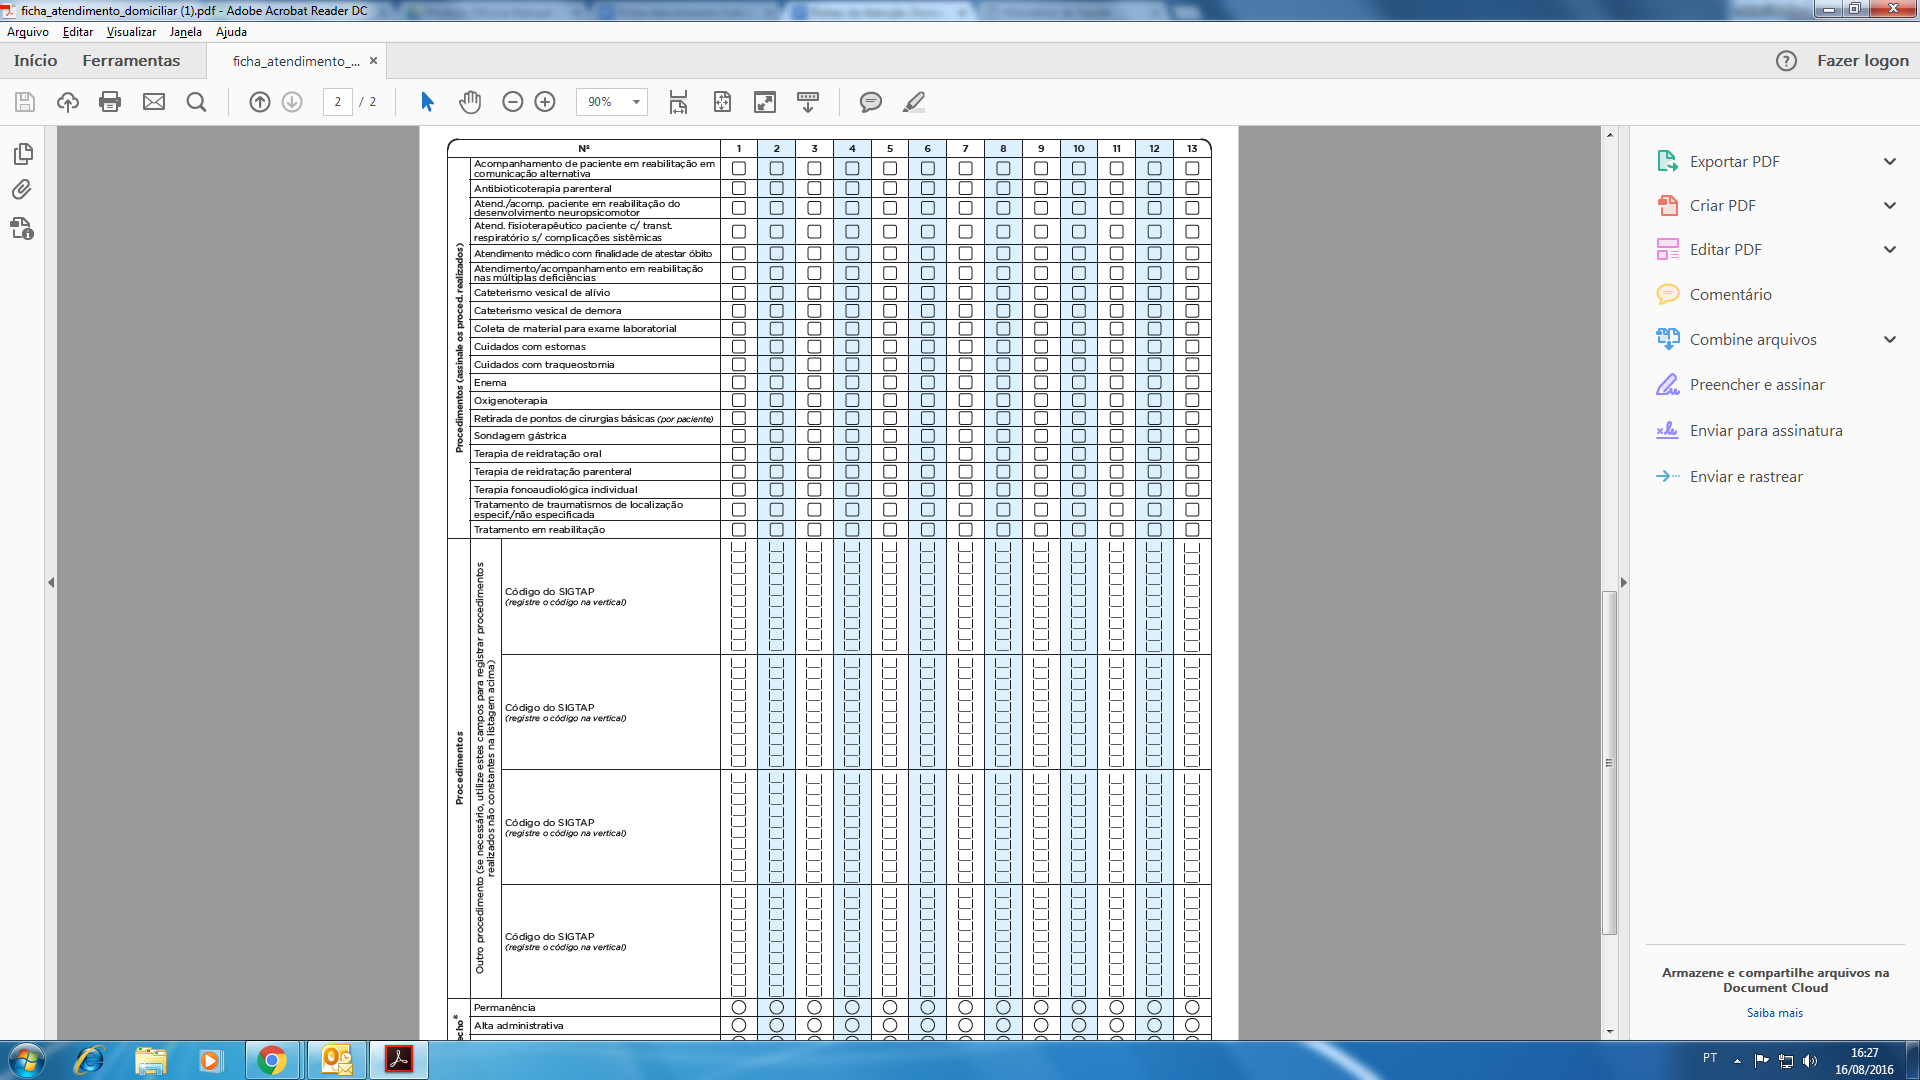 ficha_atendimento_domiciliar (1).pdf - Adobe Acrobat Reader DC
Arquivo Editar Visualizar Janela Ajuda
Início Ferramentas ficha_atendimento_... × Fazer logon
2 / 2 90%
Nº 1 2 3 4 5 6 7 8 9 10 11 12 13
Procedimentos (assinale os proced. realizados)
Acompanhamento de paciente em reabilitação em
comunicação alternativa
Antibioticoterapia parenteral
Atend./acomp. paciente em reabilitação do
desenvolvimento neuropsicomotor
Atend. fisioterapêutico paciente c/ transt.
respiratório s/ complicações sistêmicas
Atendimento médico com finalidade de atestar óbito
Atendimento/acompanhamento em reabilitação
nas múltiplas deficiências
Cateterismo vesical de alívio
Cateterismo vesical de demora
Coleta de material para exame laboratorial
Cuidados com estomas
Cuidados com traqueostomia
Enema
Oxigenoterapia
Retirada de pontos de cirurgias básicas (por paciente)
Sondagem gástrica
Terapia de reidratação oral
Terapia de reidratação parenteral
Terapia fonoaudiológica individual
Tratamento de traumatismos de localização
especif./não especificada
Tratamento em reabilitação
Procedimentos
Outro procedimento (se necessário, utilize estes campos para registrar procedimentos
realizados não constantes na listagem acima)
Código do SIGTAP
(registre o código na vertical)
Código do SIGTAP
(registre o código na vertical)
Código do SIGTAP
(registre o código na vertical)
Código do SIGTAP
(registre o código na vertical)
echo*
Permanência
Alta administrativa
Exportar PDF
Criar PDF
Editar PDF
Comentário
Combine arquivos
Preencher e assinar
Enviar para assinatura
Enviar e rastrear
Armazene e compartilhe arquivos na
Document Cloud
Saiba mais
PT
16:27
16/08/2016